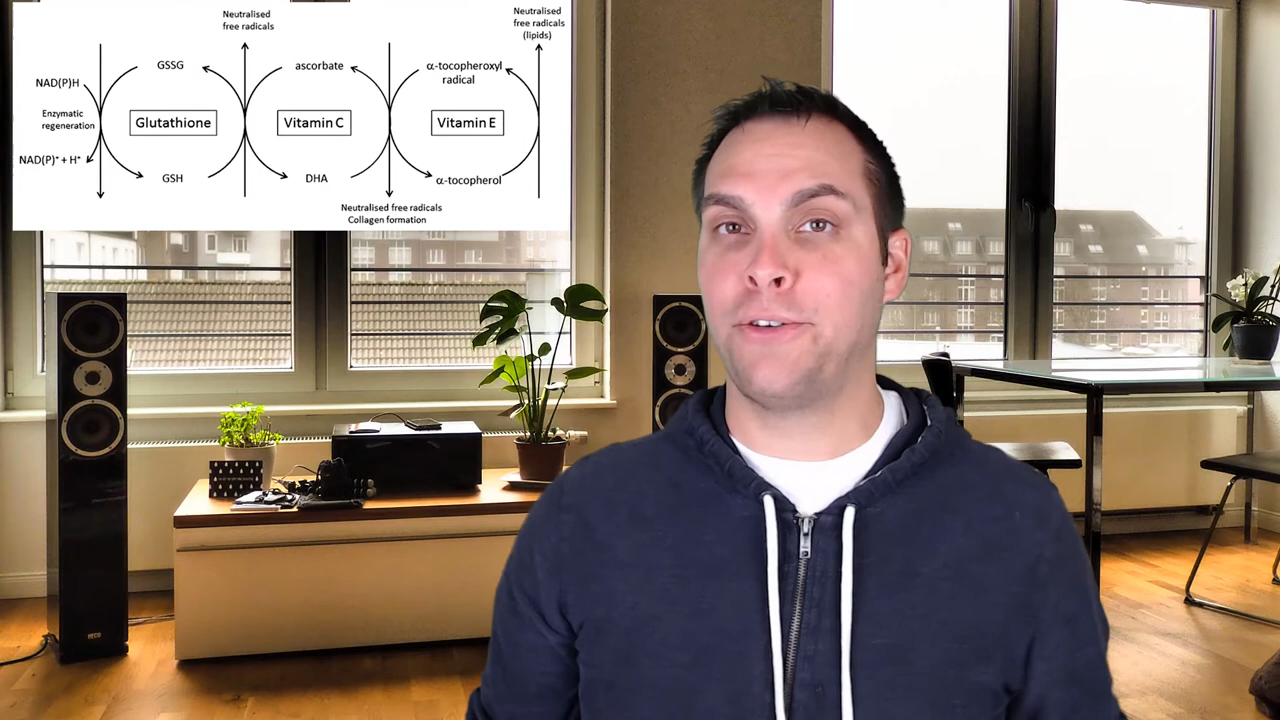 Neutralised
free radicals
Neutralised
free radicals
(lipids)
GSSG
ascorbate
α-tocopheroxyl
radical
NAD(P)H
Enzymatic
regeneration
Glutathione
Vitamin C
Vitamin E
NAD(P)⁺ + H⁺
GSH
DHA
α-tocopherol
Neutralised free radicals
Collagen formation
HECO